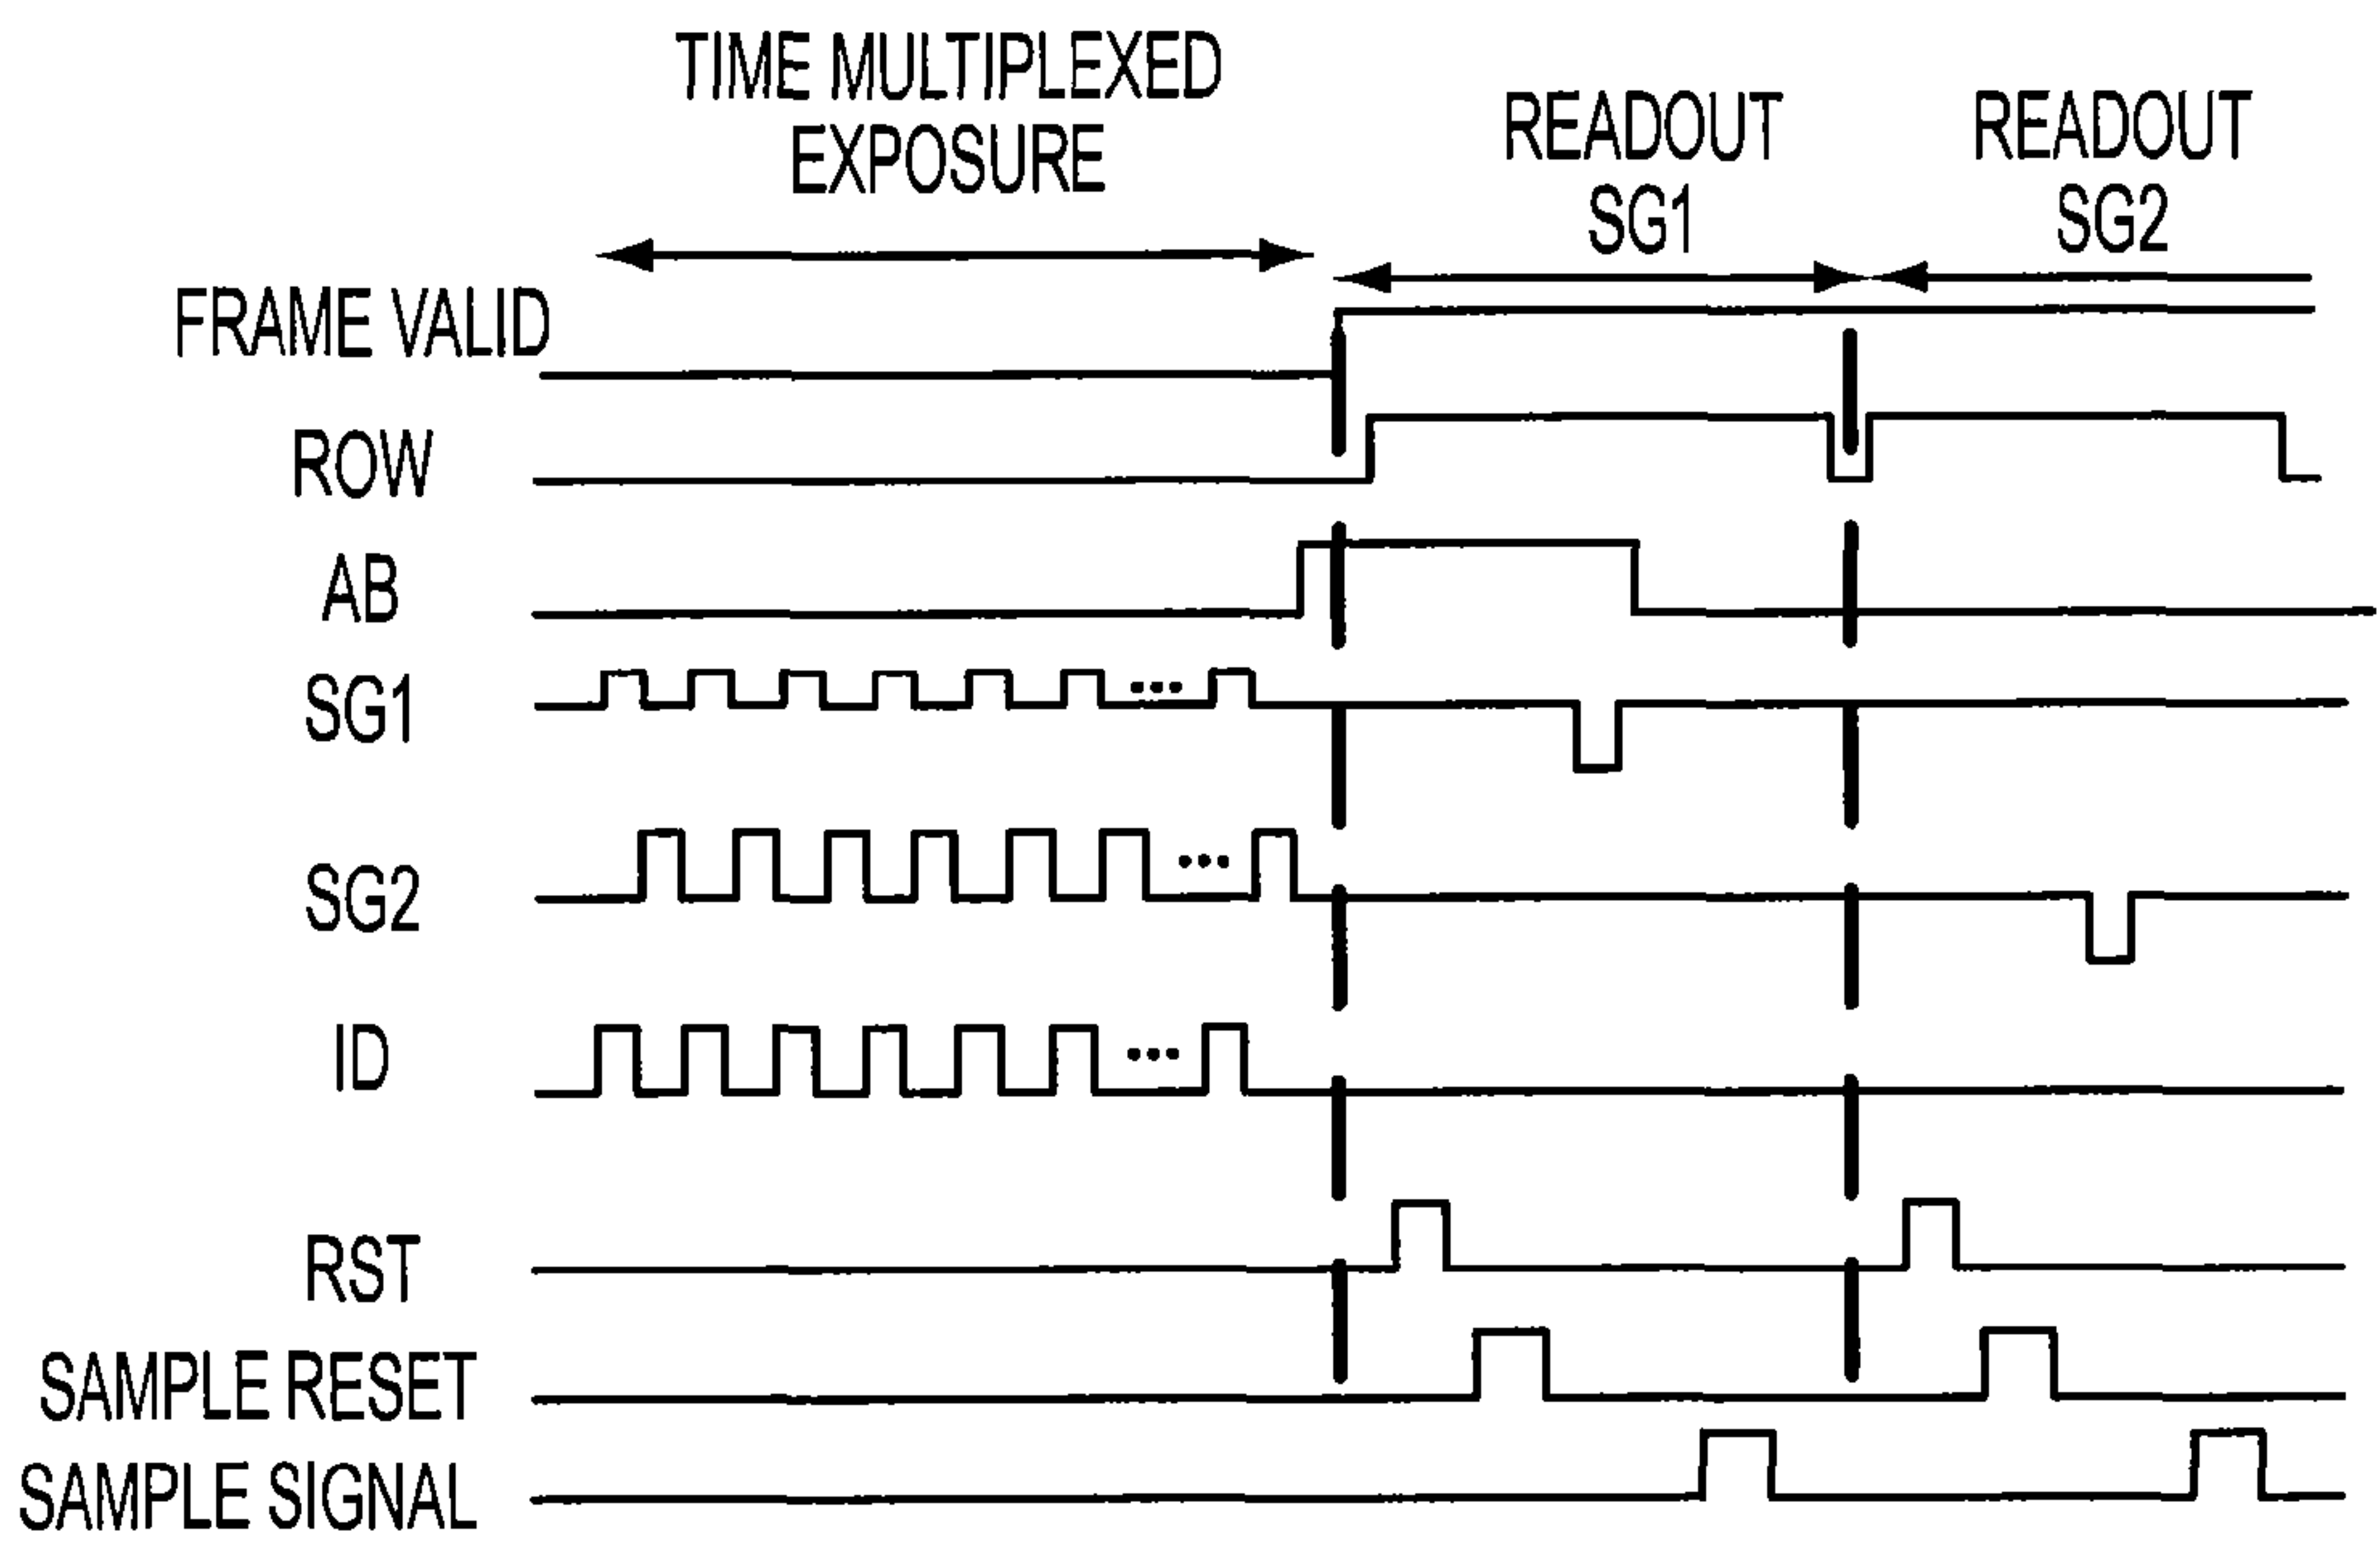 TIME MULTIPLEXED
EXPOSURE
READOUT
SG1
READOUT
SG2
FRAME VALID
ROW
AB
SG1
SG2
ID
RST
SAMPLE RESET
SAMPLE SIGNAL